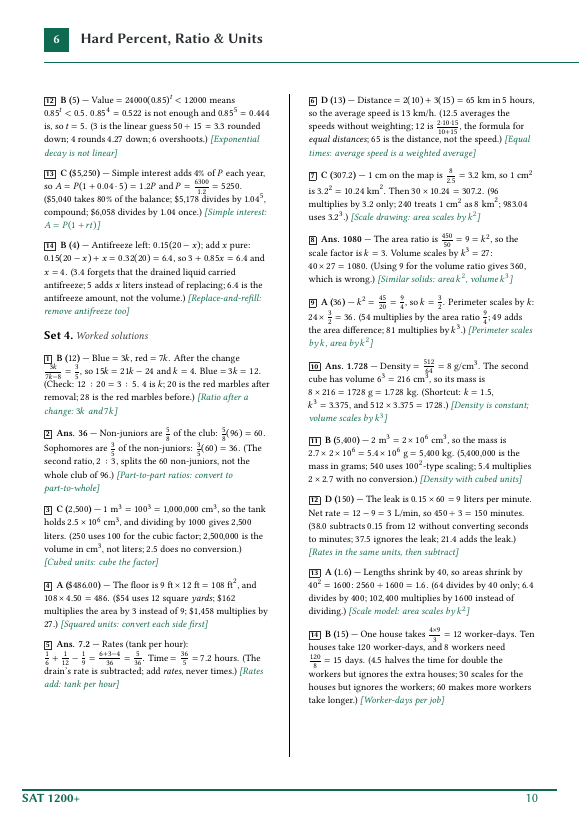 6 Hard Percent, Ratio & Units
12 B (5) — Value = 24000(0.85)^t < 12000 means
0.85^t < 0.5. 0.85^4 = 0.522 is not enough and 0.85^5 = 0.444
is, so t = 5. (3 is the linear guess 50 ÷ 15 = 3.3 rounded
down; 4 rounds 4.27 down; 6 overshoots.) [Exponential
decay is not linear]
13 C ($5,250) — Simple interest adds 4% of P each year,
so A = P(1 + 0.04 · 5) = 1.2P and P = 6300/1.2 = 5250.
($5,040 takes 80% of the balance; $5,178 divides by 1.04^5,
compound; $6,058 divides by 1.04 once.) [Simple interest:
A = P(1 + rt)]
14 B (4) — Antifreeze left: 0.15(20 − x); add x pure:
0.15(20 − x) + x = 0.32(20) = 6.4, so 3 + 0.85x = 6.4 and
x = 4. (3.4 forgets that the drained liquid carried
antifreeze; 5 adds x liters instead of replacing; 6.4 is the
antifreeze amount, not the volume.) [Replace-and-refill:
remove antifreeze too]
Set 4. Worked solutions
1 B (12) — Blue = 3k, red = 7k. After the change
3k/(7k−8) = 3/5, so 15k = 21k − 24 and k = 4. Blue = 3k = 12.
(Check: 12 : 20 = 3 : 5. 4 is k; 20 is the red marbles after
removal; 28 is the red marbles before.) [Ratio after a
change: 3k and 7k]
2 Ans. 36 — Non-juniors are 5/8 of the club: 5/8(96) = 60.
Sophomores are 3/5 of the non-juniors: 3/5(60) = 36. (The
second ratio, 2 : 3, splits the 60 non-juniors, not the
whole club of 96.) [Part-to-part ratios: convert to
part-to-whole]
3 C (2,500) — 1 m^3 = 100^3 = 1,000,000 cm^3, so the tank
holds 2.5 × 10^6 cm^3, and dividing by 1000 gives 2,500
liters. (250 uses 100 for the cubic factor; 2,500,000 is the
volume in cm^3, not liters; 2.5 does no conversion.)
[Cubed units: cube the factor]
4 A ($486.00) — The floor is 9 ft × 12 ft = 108 ft^2, and
108 × 4.50 = 486. ($54 uses 12 square yards; $162
multiplies the area by 3 instead of 9; $1,458 multiplies by
27.) [Squared units: convert each side first]
5 Ans. 7.2 — Rates (tank per hour):
1/6 + 1/12 − 1/9 = (6+3−4)/36 = 5/36. Time = 36/5 = 7.2 hours. (The
drain’s rate is subtracted; add rates, never times.) [Rates
add: tank per hour]
6 D (13) — Distance = 2(10) + 3(15) = 65 km in 5 hours,
so the average speed is 13 km/h. (12.5 averages the
speeds without weighting; 12 is 2·10·15/(10+15), the formula for
equal distances; 65 is the distance, not the speed.) [Equal
times: average speed is a weighted average]
7 C (307.2) — 1 cm on the map is 8/2.5 = 3.2 km, so 1 cm^2
is 3.2^2 = 10.24 km^2. Then 30 × 10.24 = 307.2. (96
multiplies by 3.2 only; 240 treats 1 cm^2 as 8 km^2; 983.04
uses 3.2^3.) [Scale drawing: area scales by k^2]
8 Ans. 1080 — The area ratio is 450/50 = 9 = k^2, so the
scale factor is k = 3. Volume scales by k^3 = 27:
40 × 27 = 1080. (Using 9 for the volume ratio gives 360,
which is wrong.) [Similar solids: area k^2, volume k^3]
9 A (36) — k^2 = 45/20 = 9/4, so k = 3/2. Perimeter scales by k:
24 × 3/2 = 36. (54 multiplies by the area ratio 9/4; 49 adds
the area difference; 81 multiplies by k^3.) [Perimeter scales
by k, area by k^2]
10 Ans. 1.728 — Density = 512/64 = 8 g/cm^3. The second
cube has volume 6^3 = 216 cm^3, so its mass is
8 × 216 = 1728 g = 1.728 kg. (Shortcut: k = 1.5,
k^3 = 3.375, and 512 × 3.375 = 1728.) [Density is constant;
volume scales by k^3]
11 B (5,400) — 2 m^3 = 2 × 10^6 cm^3, so the mass is
2.7 × 2 × 10^6 = 5.4 × 10^6 g = 5,400 kg. (5,400,000 is the
mass in grams; 540 uses 100^2-type scaling; 5.4 multiplies
2 × 2.7 with no conversion.) [Density with cubed units]
12 D (150) — The leak is 0.15 × 60 = 9 liters per minute.
Net rate = 12 − 9 = 3 L/min, so 450 ÷ 3 = 150 minutes.
(38.0 subtracts 0.15 from 12 without converting seconds
to minutes; 37.5 ignores the leak; 21.4 adds the leak.)
[Rates in the same units, then subtract]
13 A (1.6) — Lengths shrink by 40, so areas shrink by
40^2 = 1600: 2560 ÷ 1600 = 1.6. (64 divides by 40 only; 6.4
divides by 400; 102,400 multiplies by 1600 instead of
dividing.) [Scale model: area scales by k^2]
14 B (15) — One house takes 4×9/3 = 12 worker-days. Ten
houses take 120 worker-days, and 8 workers need
120/8 = 15 days. (4.5 halves the time for double the
workers but ignores the extra houses; 30 scales for the
houses but ignores the workers; 60 makes more workers
take longer.) [Worker-days per job]
SAT 1200+ 10